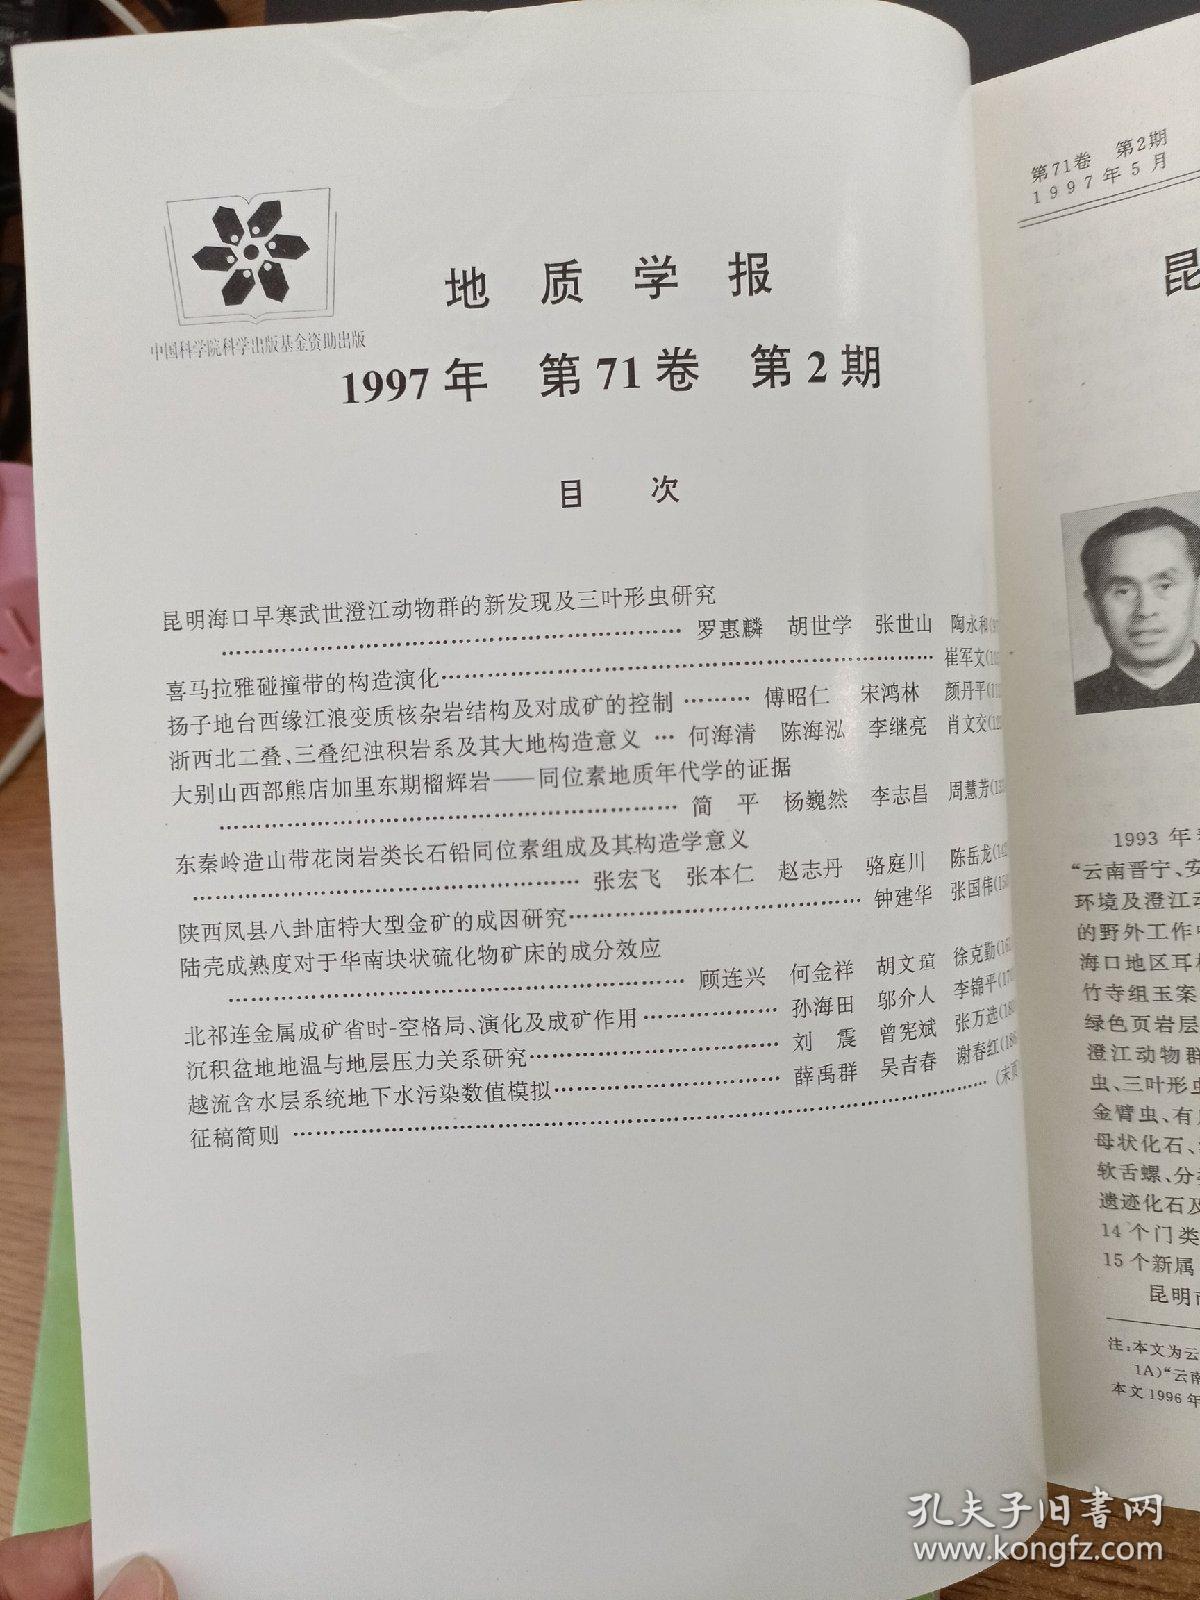 中国科学院科学出版基金资助出版
地质学报
1997年 第71卷 第2期
目 次
昆明海口早寒武世澄江动物群的新发现及三叶形虫研究
罗惠麟 胡世学 张世山 陶永和
喜马拉雅碰撞带的构造演化 崔军文
扬子地台西缘江浪变质核杂岩结构及对成矿的控制 傅昭仁 宋鸿林 颜丹平
浙西北二叠、三叠纪浊积岩系及其大地构造意义 何海清 陈海泓 李继亮 肖文交
大别山西部熊店加里东期榴辉岩——同位素地质年代学的证据
简 平 杨巍然 李志昌 周慧芳
东秦岭造山带花岗岩类长石铅同位素组成及其构造学意义
张宏飞 张本仁 赵志丹 骆庭川 陈岳龙
陕西凤县八卦庙特大型金矿的成因研究 钟建华 张国伟
陆壳成熟度对于华南块状硫化物矿床的成分效应
顾连兴 何金祥 胡文瑄 徐克勤
北祁连金属成矿省时-空格局、演化及成矿作用 孙海田 邬介人 李锦平
沉积盆地地温与地层压力关系研究 刘 震 曾宪斌 张万选
越流含水层系统地下水污染数值模拟 薛禹群 吴吉春 谢春红
征稿简则 (末页
第71卷 第2期
1997年5月
昆
1993年
“云南晋宁、安
环境及澄江动
的野外工作中
海口地区耳材
竹寺组玉案
绿色页岩层
澄江动物群
虫、三叶形虫
金臂虫、有
母状化石、
软舌螺、分类
遗迹化石及
14个门类
15个新属
昆明
注:本文为云
1A)“云南
本文1996年
孔夫子旧书网
www.kongfz.com